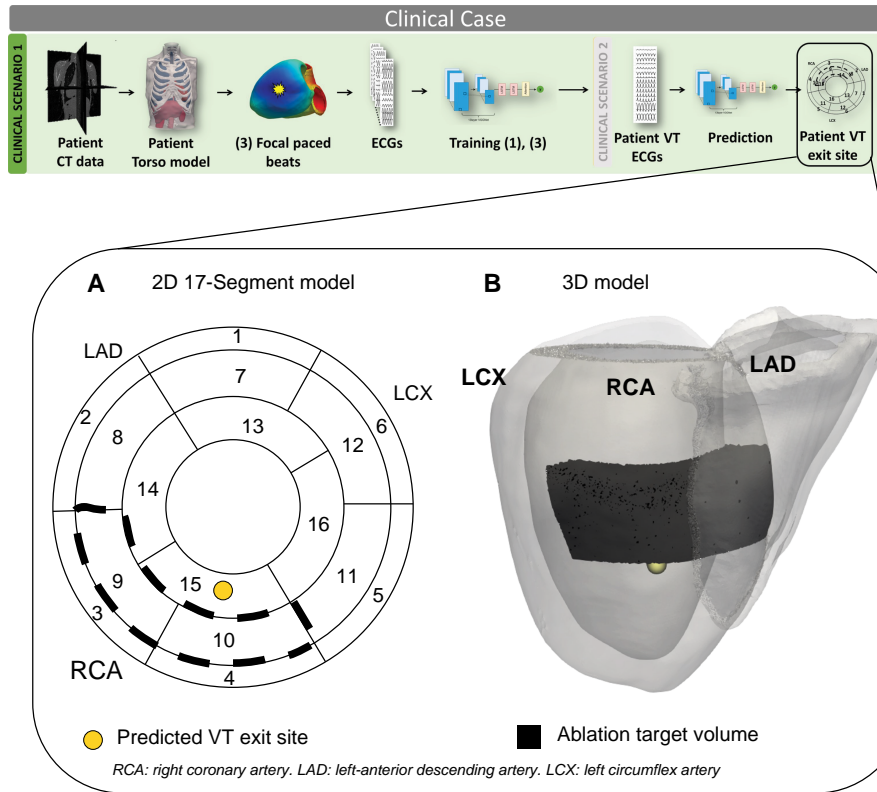 Clinical Case
CLINICAL SCENARIO 1
Patient
CT data
Patient
Torso model
(3) Focal paced
beats
ECGs
Training (1), (3)
CLINICAL SCENARIO 2
Patient VT
ECGs
Prediction
Patient VT
exit site
A 2D 17-Segment model
B 3D model
LAD
LCX
RCA
1
7
13
2
8
14
6
12
16
9
3
15
10
4
11
5
LCX
RCA
LAD
Predicted VT exit site
Ablation target volume
RCA: right coronary artery. LAD: left-anterior descending artery. LCX: left circumflex artery